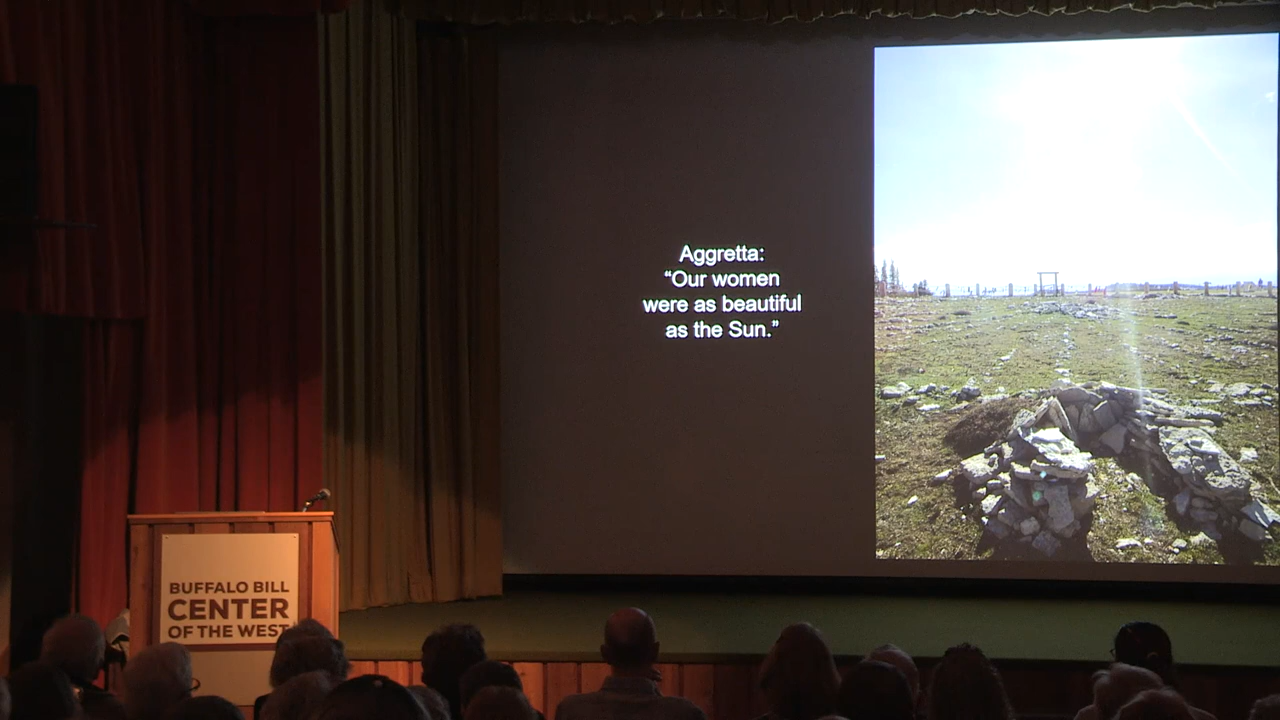 Aggretta:
“Our women
were as beautiful
as the Sun.”
BUFFALO BILL
CENTER
OF THE WEST